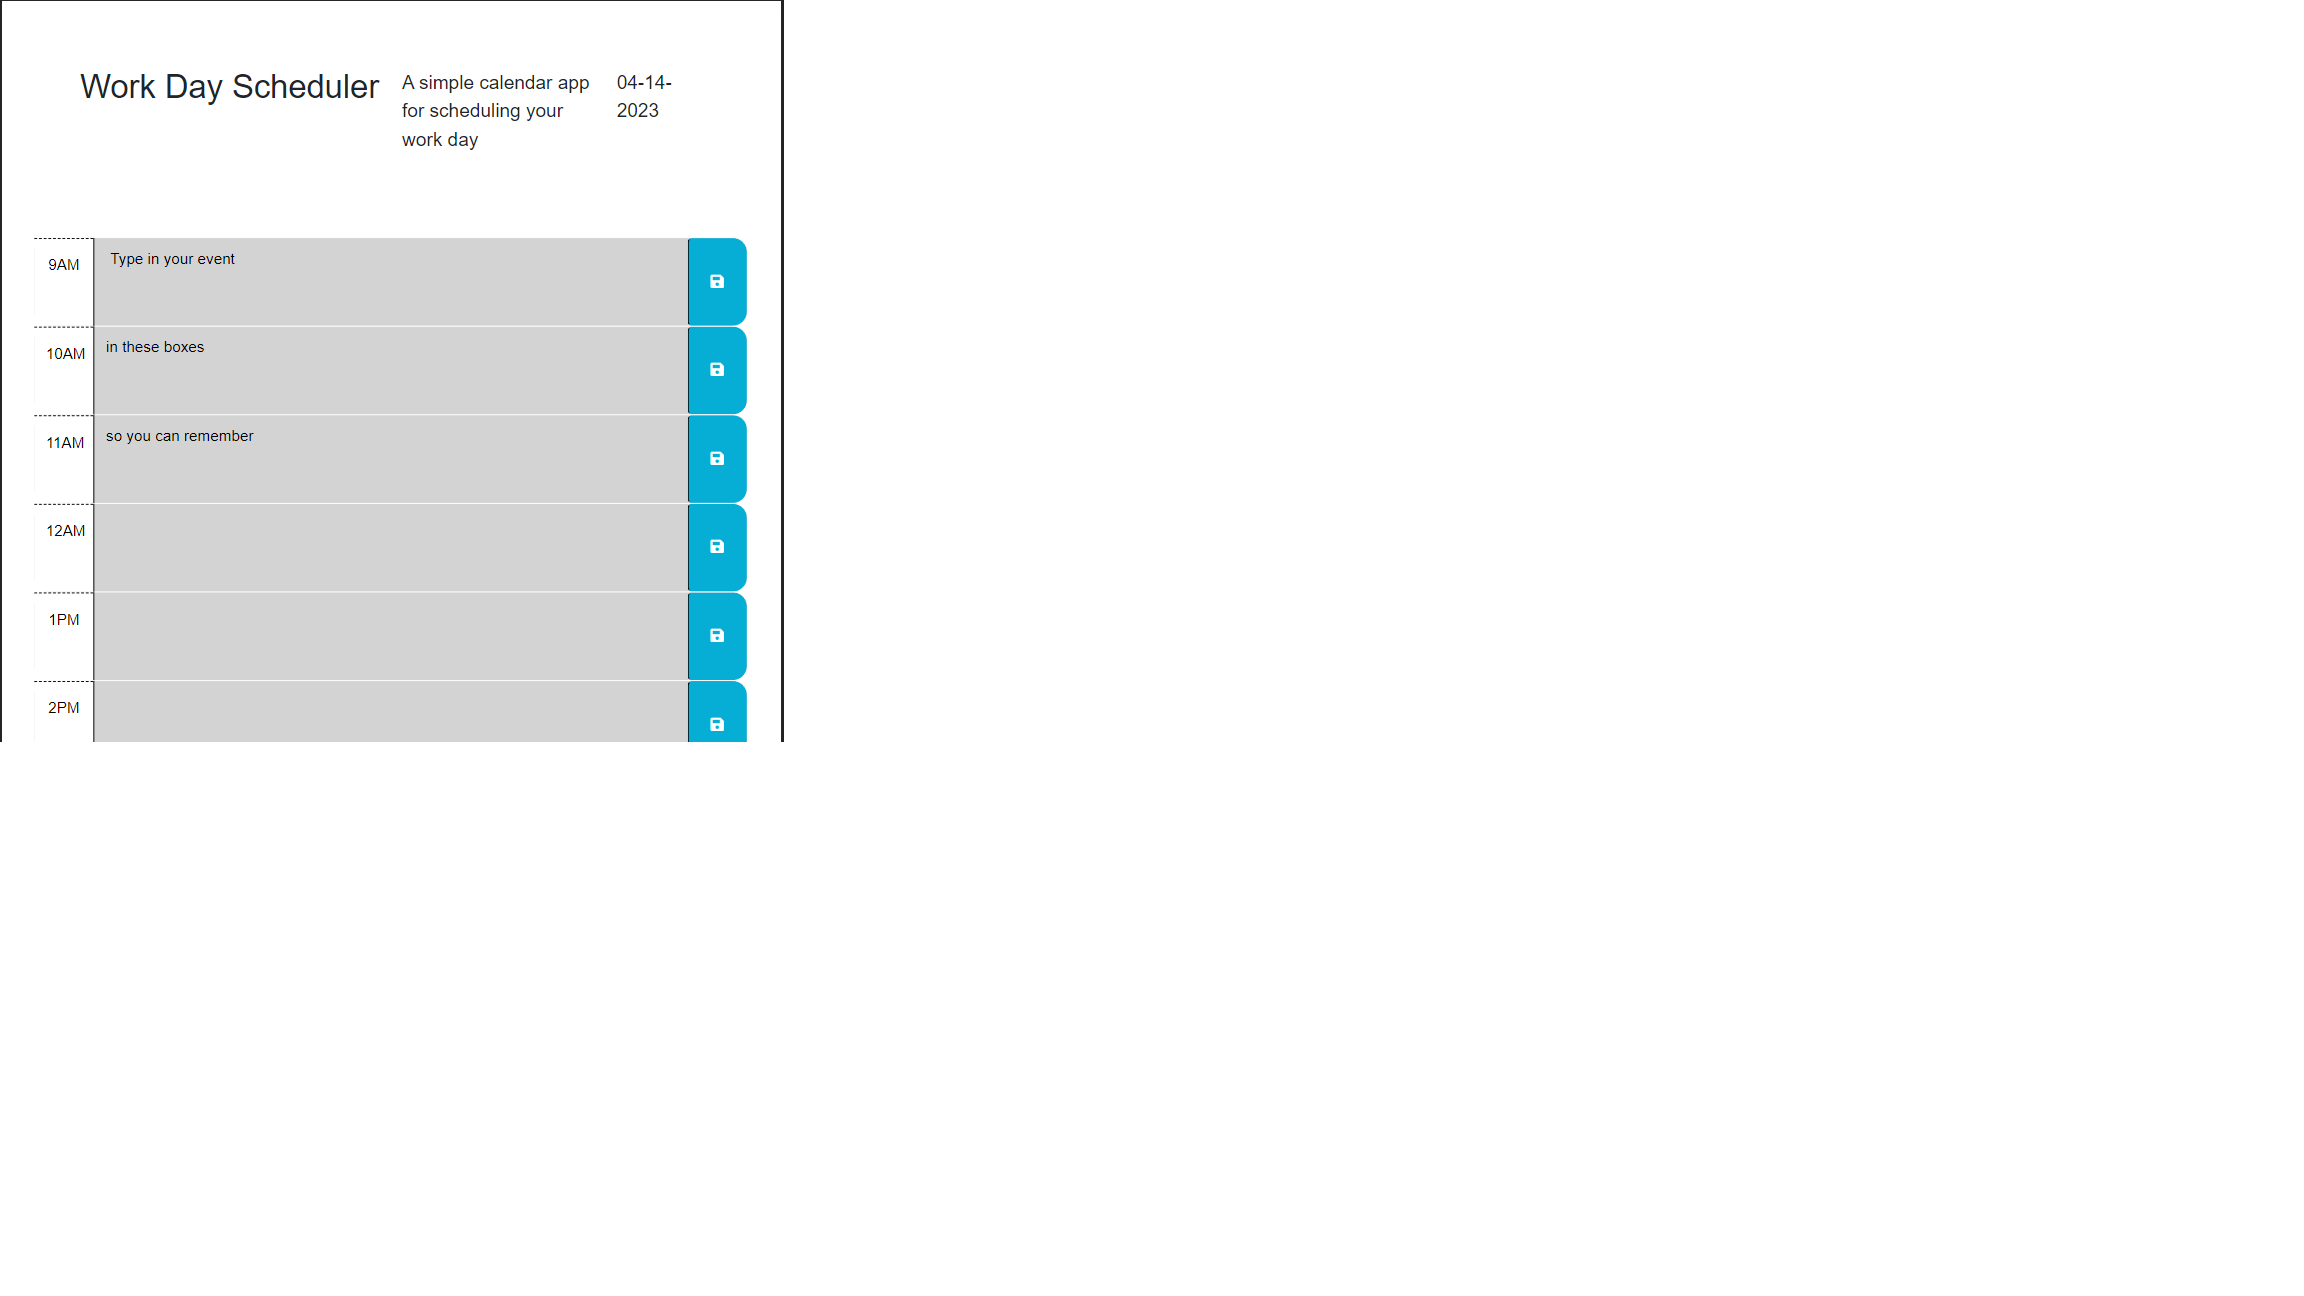 Work Day Scheduler
A simple calendar app
for scheduling your
work day
04-14-
2023
9AM
Type in your event
10AM
in these boxes
11AM
so you can remember
12AM
1PM
2PM